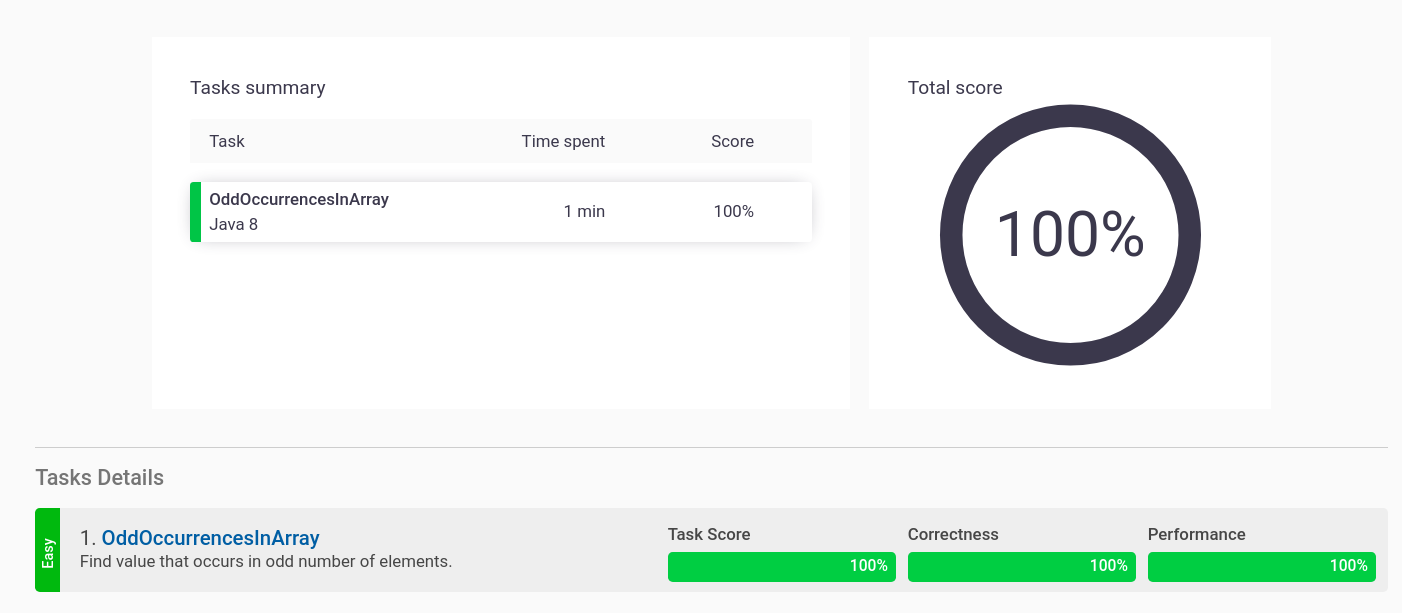 Tasks summary
Total score
Task Time spent Score
OddOccurrencesInArray
Java 8
1 min 100%
100%
Tasks Details
Easy
1. OddOccurrencesInArray
Find value that occurs in odd number of elements.
Task Score Correctness Performance
100% 100% 100%